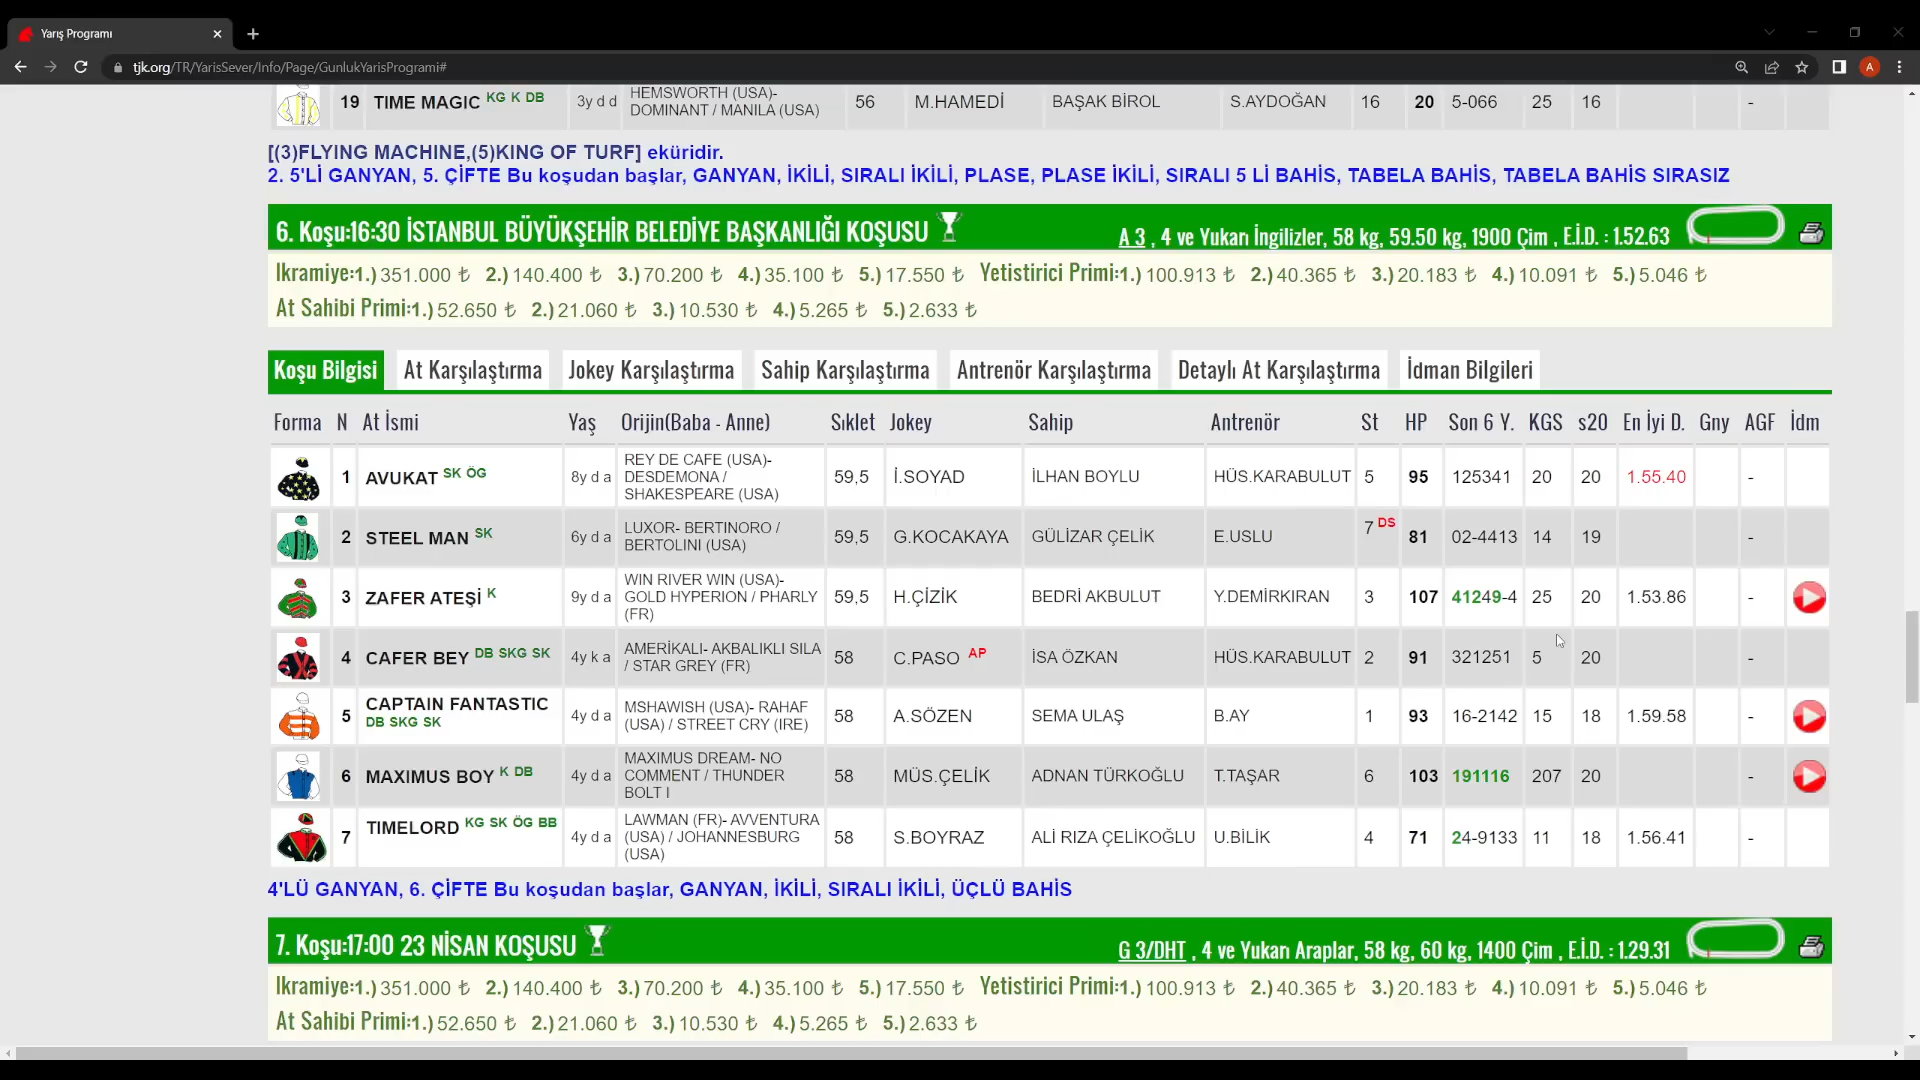 Yarış Programı
tjk.org/TR/YarisSever/Info/Page/GunlukYarisProgrami#
A
19 TIME MAGIC KG K DB 3y d d HEMSWORTH (USA)- DOMINANT / MANILA (USA) 56 M.HAMEDİ BAŞAK BİROL S.AYDOĞAN 16 20 5-066 25 16 -
[(3)FLYING MACHINE,(5)KING OF TURF] eküridir.
2. 5'Lİ GANYAN, 5. ÇİFTE Bu koşudan başlar, GANYAN, İKİLİ, SIRALI İKİLİ, PLASE, PLASE İKİLİ, SIRALI 5 Lİ BAHİS, TABELA BAHİS, TABELA BAHİS SIRASIZ
6. Koşu:16:30 İSTANBUL BÜYÜKŞEHİR BELEDİYE BAŞKANLIĞI KOŞUSU A 3 , 4 ve Yukarı İngilizler, 58 kg, 59.50 kg, 1900 Çim , E.İ.D. : 1.52.63
Ikramiye:1.) 351.000 ₺ 2.) 140.400 ₺ 3.) 70.200 ₺ 4.) 35.100 ₺ 5.) 17.550 ₺ Yetistirici Primi:1.) 100.913 ₺ 2.) 40.365 ₺ 3.) 20.183 ₺ 4.) 10.091 ₺ 5.) 5.046 ₺
At Sahibi Primi:1.) 52.650 ₺ 2.) 21.060 ₺ 3.) 10.530 ₺ 4.) 5.265 ₺ 5.) 2.633 ₺
Koşu Bilgisi At Karşılaştırma Jokey Karşılaştırma Sahip Karşılaştırma Antrenör Karşılaştırma Detaylı At Karşılaştırma İdman Bilgileri
Forma N At İsmi Yaş Orijin(Baba - Anne) Sıklet Jokey Sahip Antrenör St HP Son 6 Y. KGS s20 En İyi D. Gny AGF İdm
1 AVUKAT SK ÖG 8y d a REY DE CAFE (USA)- DESDEMONA / SHAKESPEARE (USA) 59,5 İ.SOYAD İLHAN BOYLU HÜS.KARABULUT 5 95 125341 20 20 1.55.40 -
2 STEEL MAN SK 6y d a LUXOR- BERTINORO / BERTOLINI (USA) 59,5 G.KOCAKAYA GÜLİZAR ÇELİK E.USLU 7 DS 81 02-4413 14 19 -
3 ZAFER ATEŞİ K 9y d a WIN RIVER WIN (USA)- GOLD HYPERION / PHARLY (FR) 59,5 H.ÇİZİK BEDRİ AKBULUT Y.DEMİRKIRAN 3 107 41249-4 25 20 1.53.86 -
4 CAFER BEY DB SKG SK 4y k a AMERİKALI- AKBALIKLI SILA / STAR GREY (FR) 58 C.PASO AP İSA ÖZKAN HÜS.KARABULUT 2 91 321251 5 20 -
5 CAPTAIN FANTASTIC DB SKG SK 4y d a MSHAWISH (USA)- RAHAF (USA) / STREET CRY (IRE) 58 A.SÖZEN SEMA ULAŞ B.AY 1 93 16-2142 15 18 1.59.58 -
6 MAXIMUS BOY K DB 4y d a MAXIMUS DREAM- NO COMMENT / THUNDER BOLT I 58 MÜS.ÇELİK ADNAN TÜRKOĞLU T.TAŞAR 6 103 191116 207 20 -
7 TIMELORD KG SK ÖG BB 4y d a LAWMAN (FR)- AVVENTURA (USA) / JOHANNESBURG (USA) 58 S.BOYRAZ ALİ RIZA ÇELİKOĞLU U.BİLİK 4 71 24-9133 11 18 1.56.41 -
4'LÜ GANYAN, 6. ÇİFTE Bu koşudan başlar, GANYAN, İKİLİ, SIRALI İKİLİ, ÜÇLÜ BAHİS
7. Koşu:17:00 23 NİSAN KOŞUSU G 3/DHT , 4 ve Yukarı Araplar, 58 kg, 60 kg, 1400 Çim , E.İ.D. : 1.29.31
Ikramiye:1.) 351.000 ₺ 2.) 140.400 ₺ 3.) 70.200 ₺ 4.) 35.100 ₺ 5.) 17.550 ₺ Yetistirici Primi:1.) 100.913 ₺ 2.) 40.365 ₺ 3.) 20.183 ₺ 4.) 10.091 ₺ 5.) 5.046 ₺
At Sahibi Primi:1.) 52.650 ₺ 2.) 21.060 ₺ 3.) 10.530 ₺ 4.) 5.265 ₺ 5.) 2.633 ₺